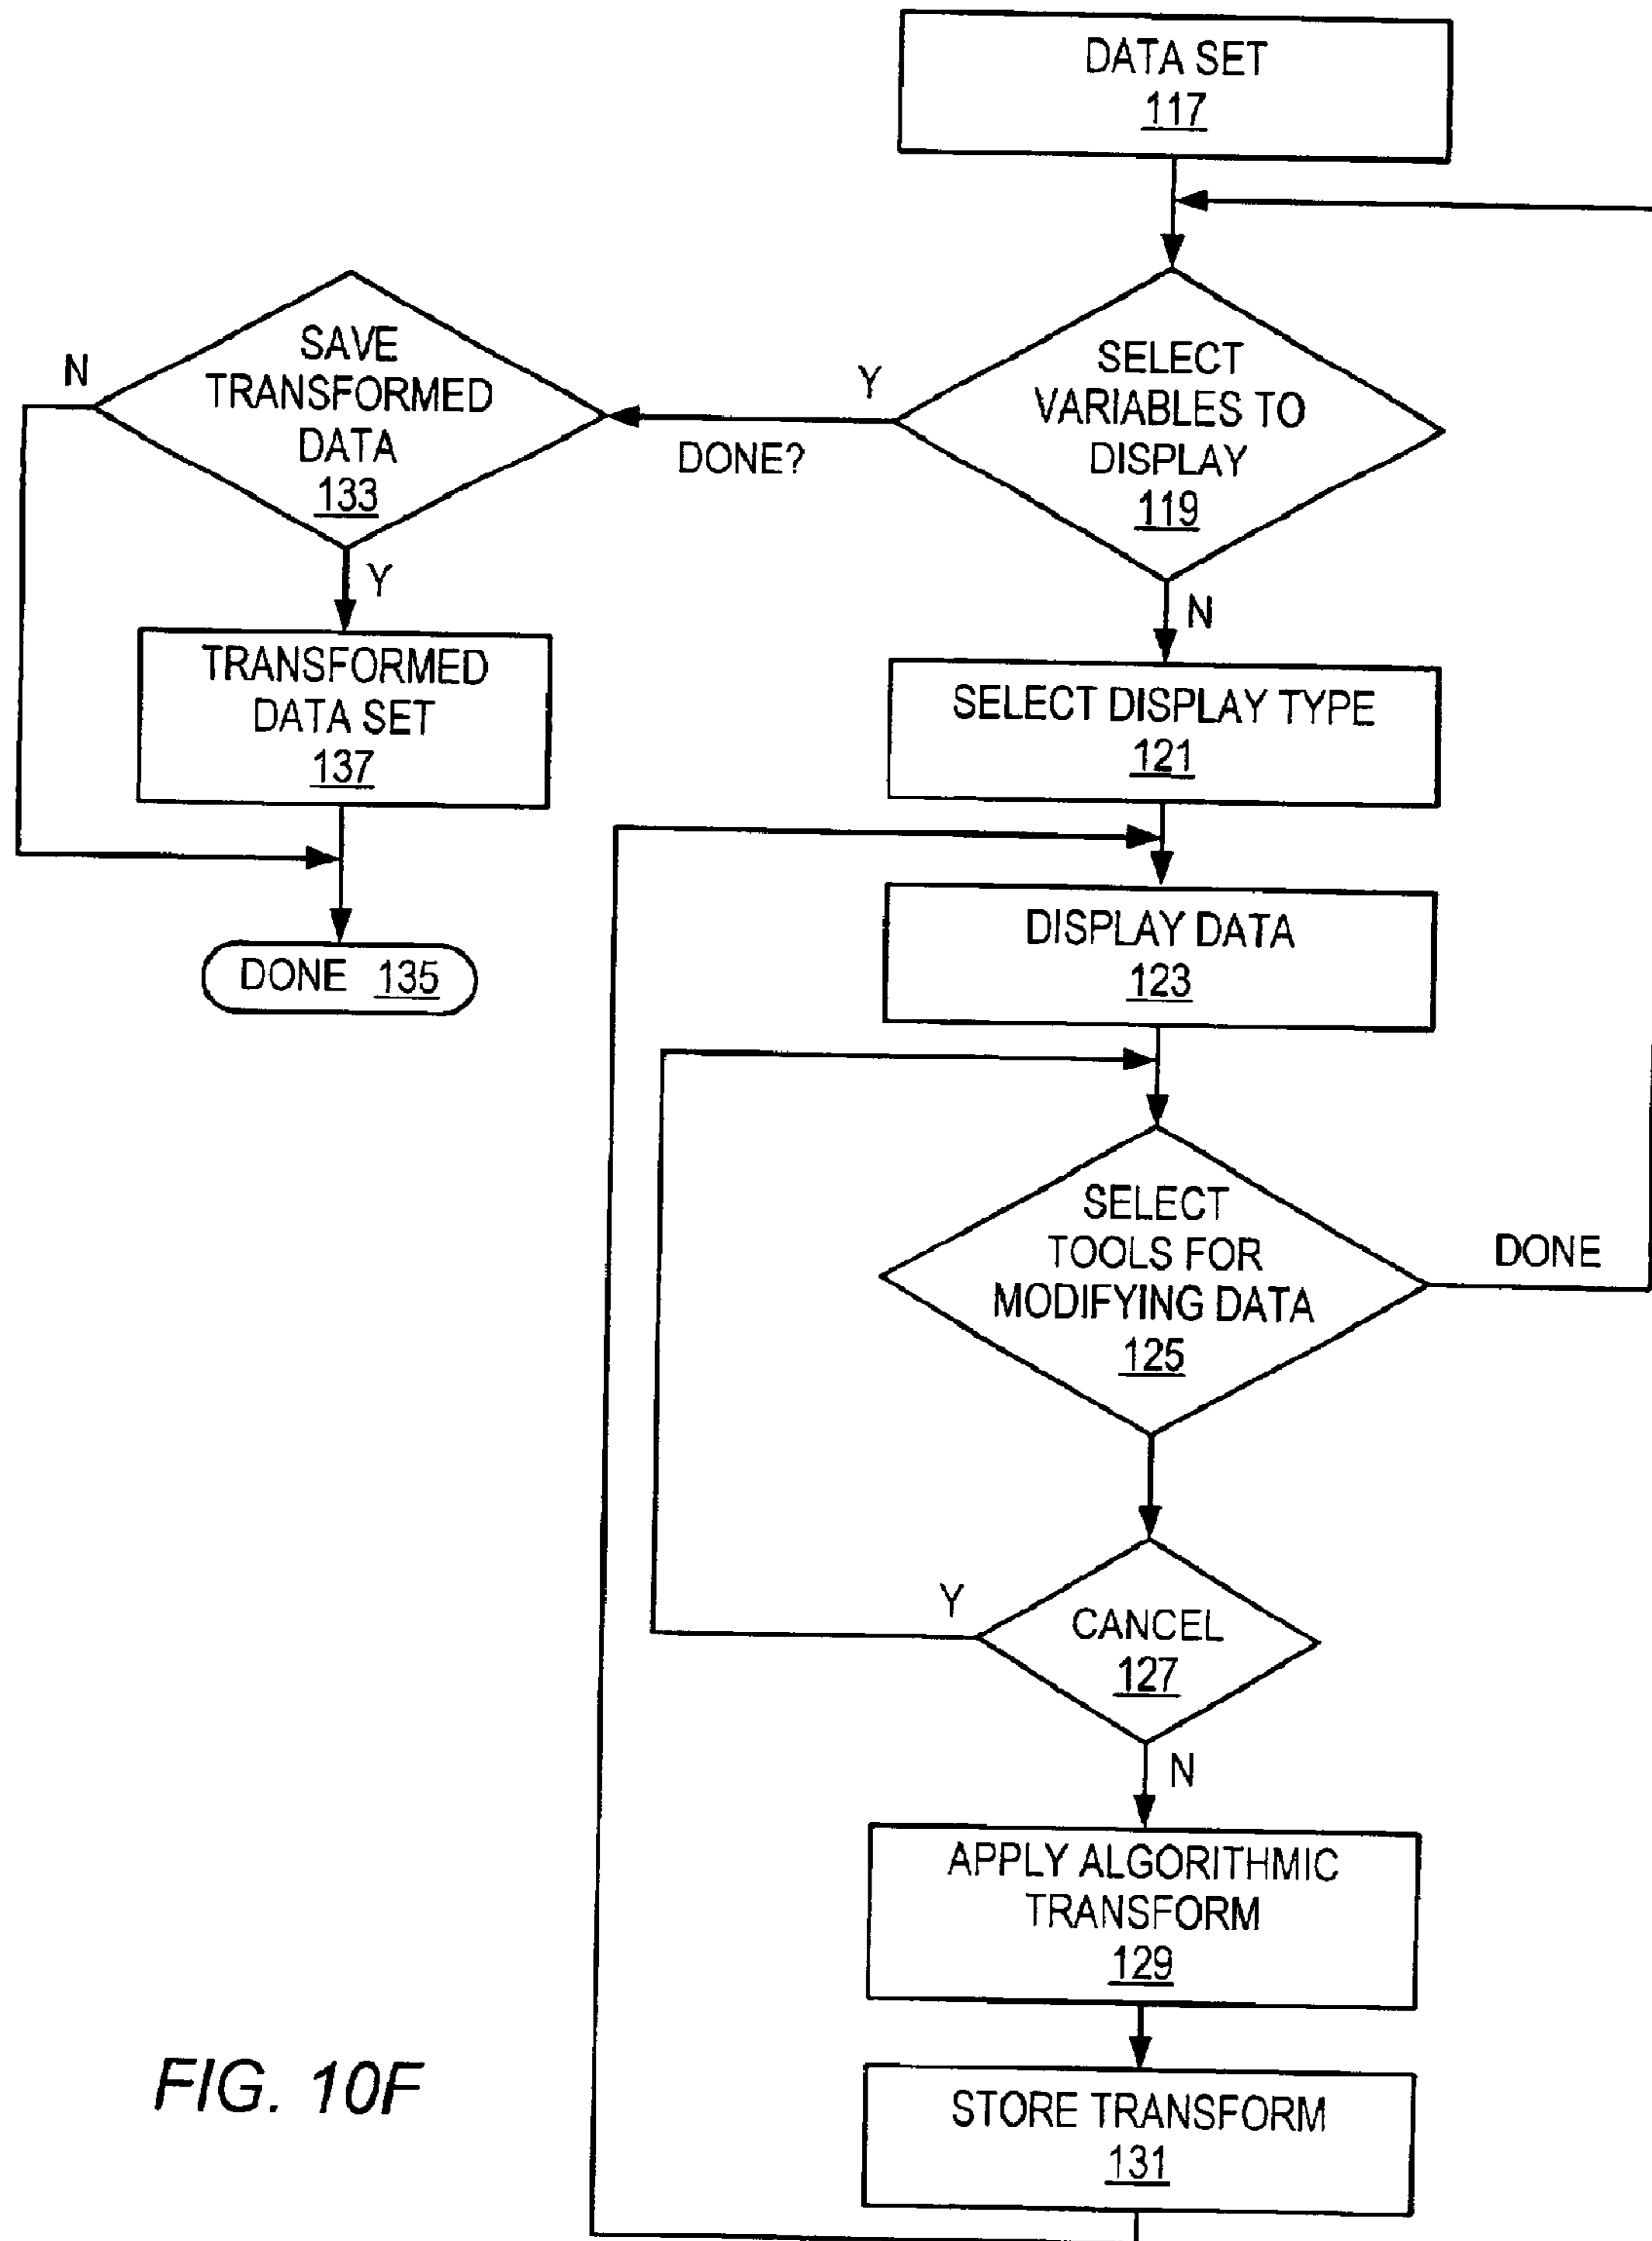 DATA SET
117
SELECT
VARIABLES TO
DISPLAY
119
Y
DONE?
N
SAVE
TRANSFORMED
DATA
133
N
Y
TRANSFORMED
DATA SET
137
DONE 135
SELECT DISPLAY TYPE
121
DISPLAY DATA
123
SELECT
TOOLS FOR
MODIFYING DATA
125
DONE
CANCEL
127
Y
N
APPLY ALGORITHMIC
TRANSFORM
129
STORE TRANSFORM
131
FIG. 10F